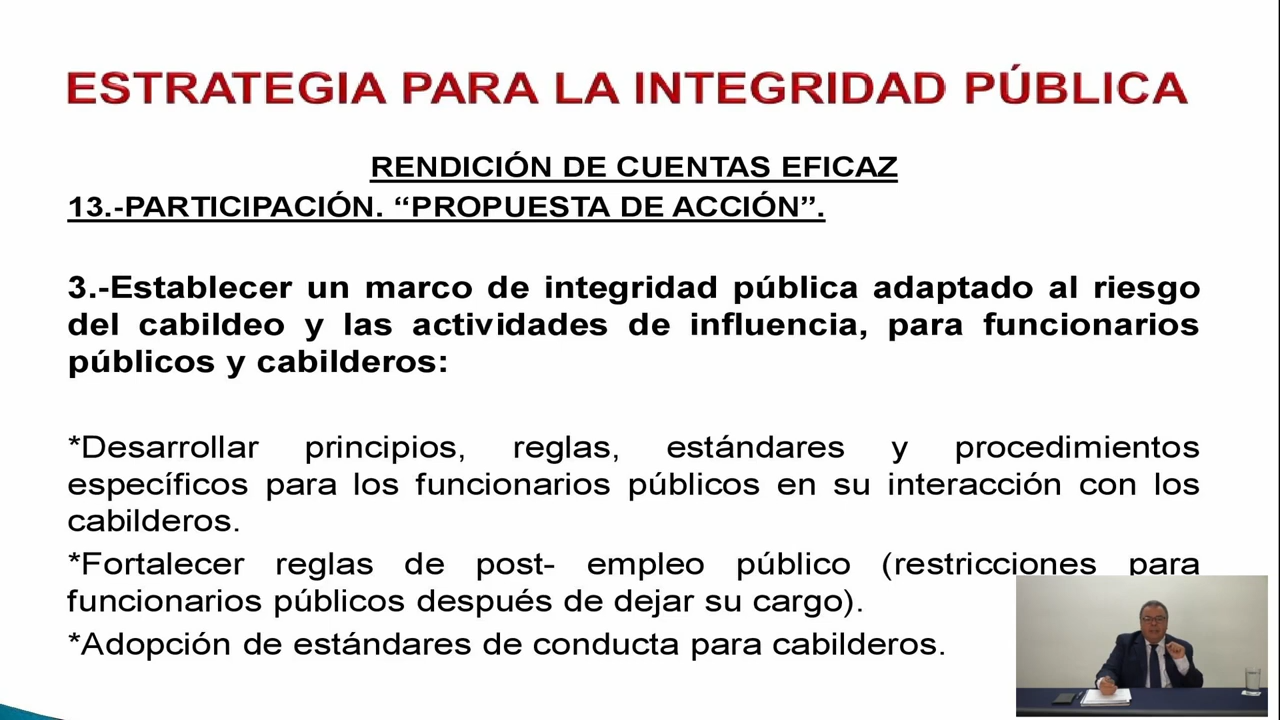 ESTRATEGIA PARA LA INTEGRIDAD PÚBLICA
RENDICIÓN DE CUENTAS EFICAZ
13.-PARTICIPACIÓN. “PROPUESTA DE ACCIÓN”.
3.-Establecer un marco de integridad pública adaptado al riesgo
del cabildeo y las actividades de influencia, para funcionarios
públicos y cabilderos:
*Desarrollar principios, reglas, estándares y procedimientos
específicos para los funcionarios públicos en su interacción con los
cabilderos.
*Fortalecer reglas de post- empleo público (restricciones para
funcionarios públicos después de dejar su cargo).
*Adopción de estándares de conducta para cabilderos.